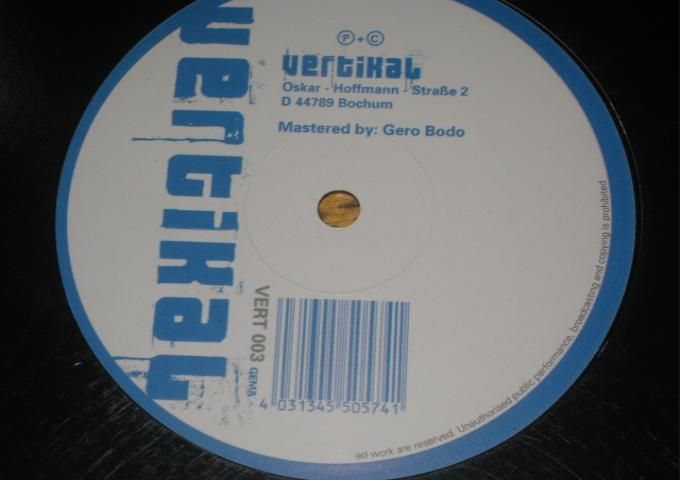 vertikal
Ⓟ+Ⓒ
vertikal
Oskar - Hoffmann - Straße 2
D 44789 Bochum
Mastered by: Gero Bodo
VERT 003
GEMA
4 031345 505741
ed work are reserved. Unauthorised public performance, broadcasting and copying is prohibited